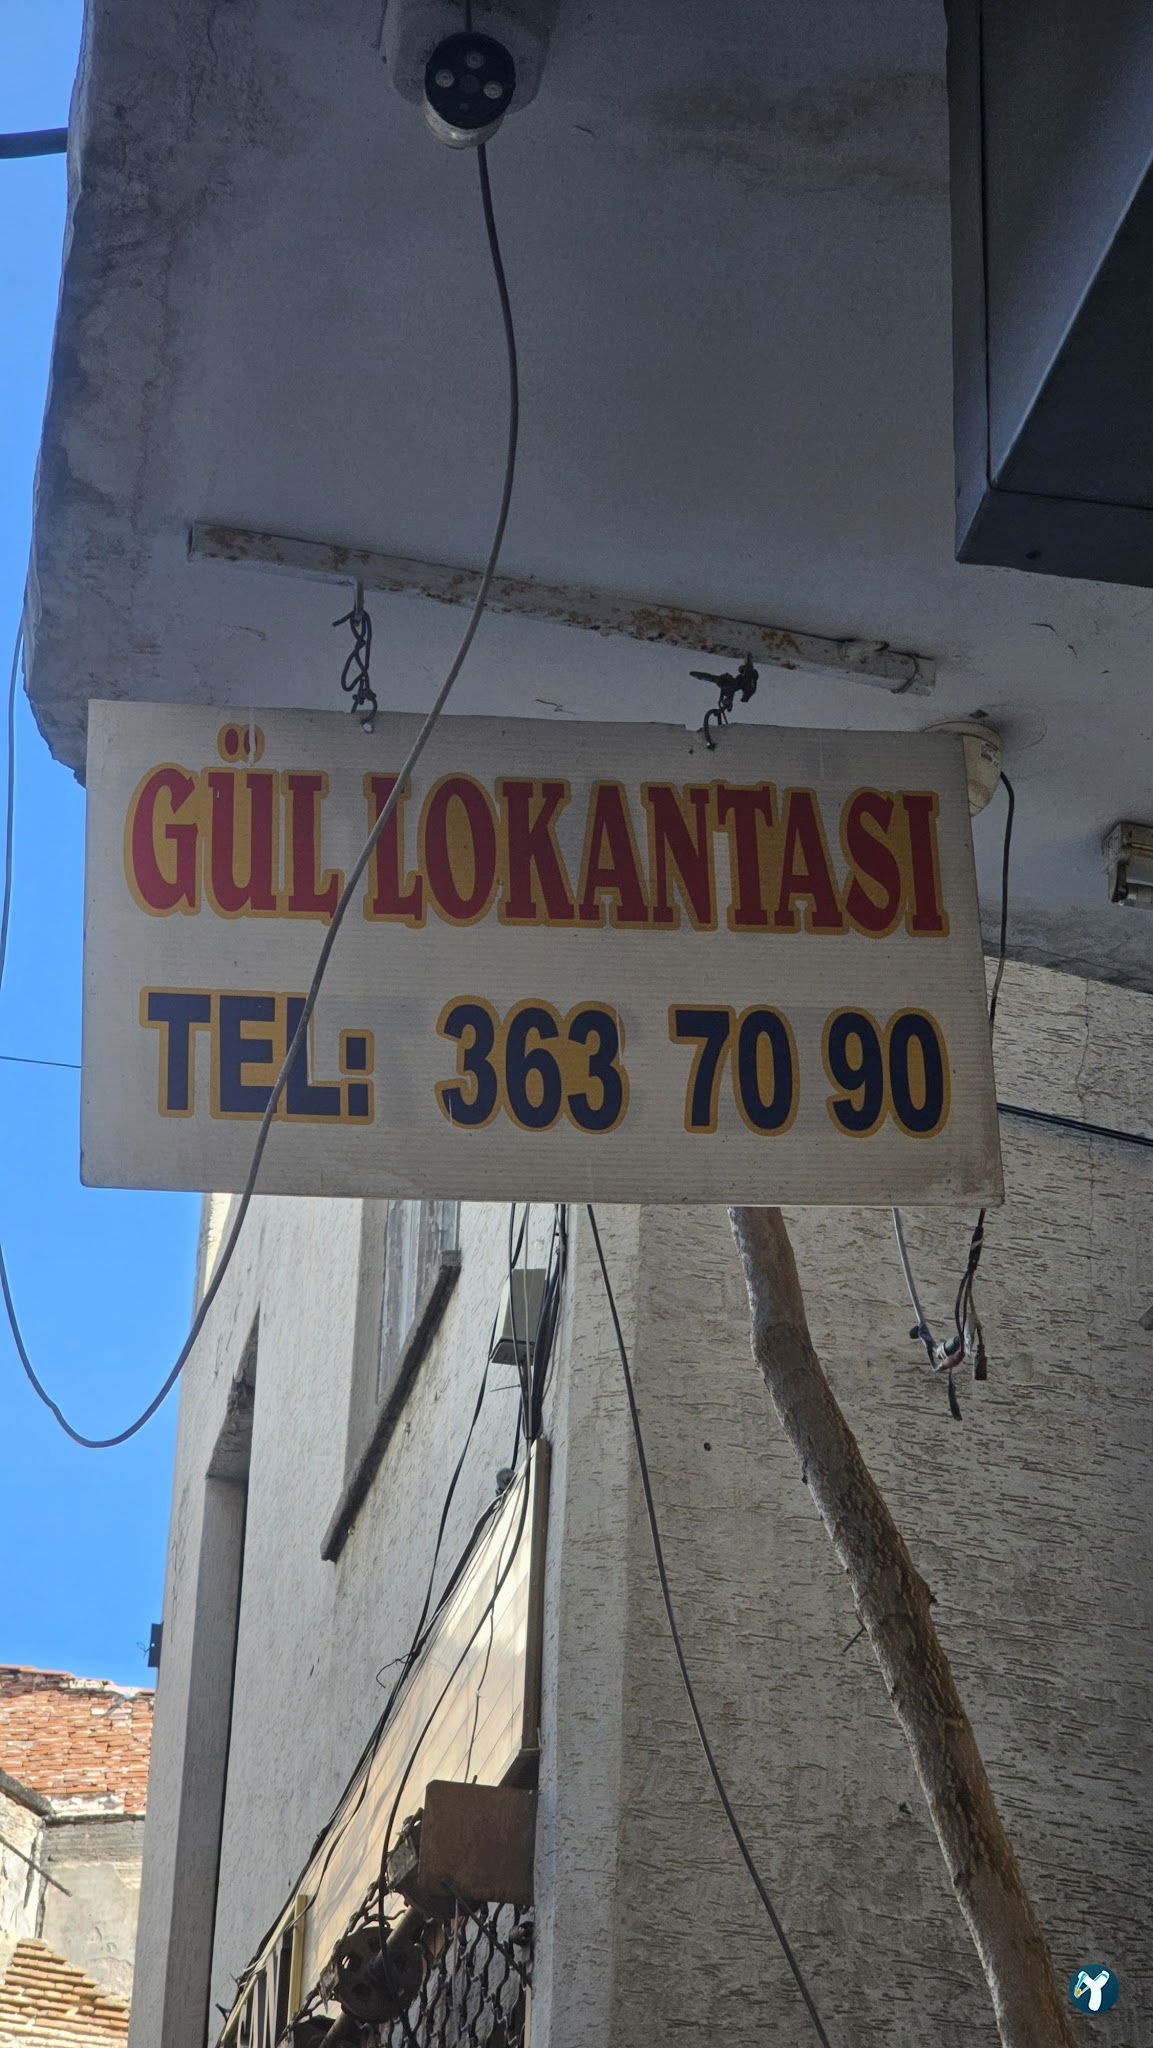 GÜL LOKANTASI
TEL: 363 70 90